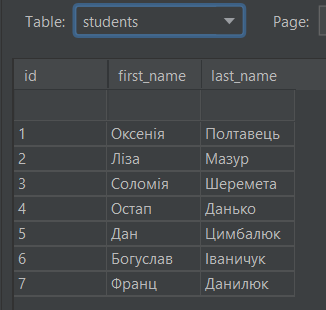 Table: students Page:
id first_name last_name
1 Оксенія Полтавець
2 Ліза Мазур
3 Соломія Шеремета
4 Остап Данько
5 Дан Цимбалюк
6 Богуслав Іваничук
7 Франц Данилюк